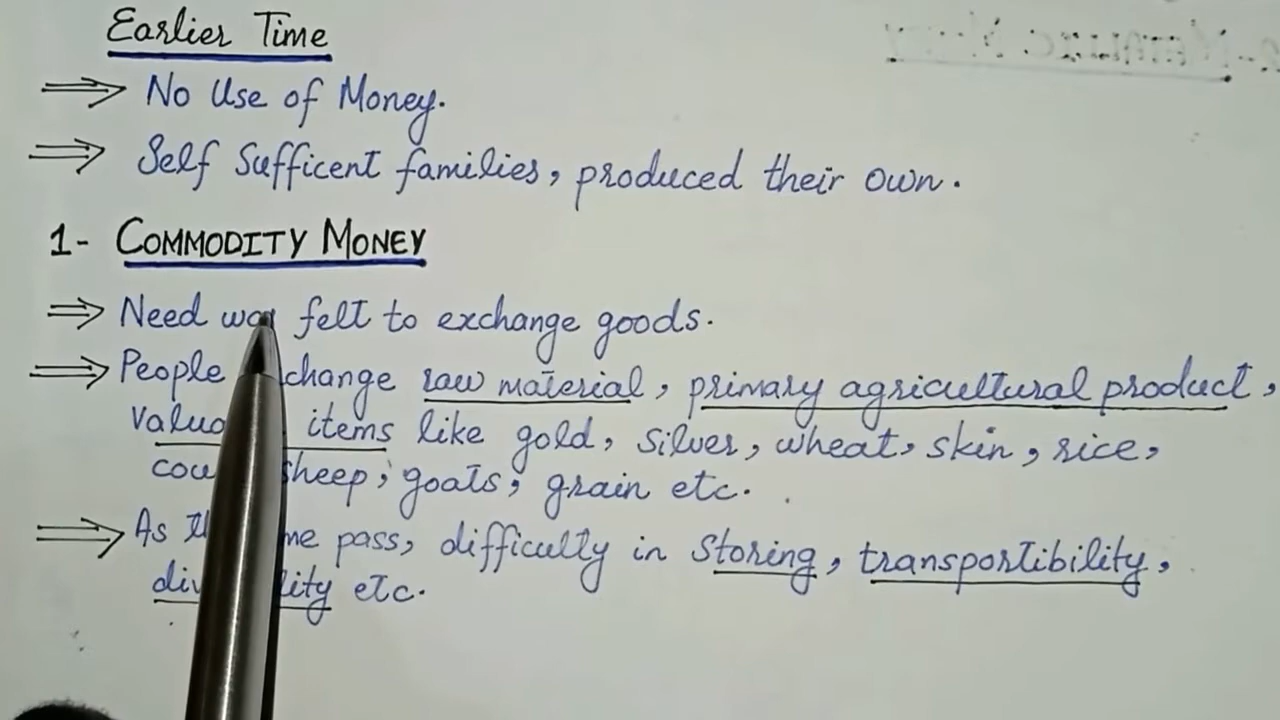 Earlier Time
⇒ No Use of Money.
⇒ Self Sufficent families, produced their own.
1- COMMODITY MONEY
⇒ Need was felt to exchange goods.
⇒ People change raw material, primary agricultural product,
items like gold, silver, wheat, skin, rice,
sheep, goats, grain etc.
⇒ As pass, difficulty in storing, transportibility,
etc.